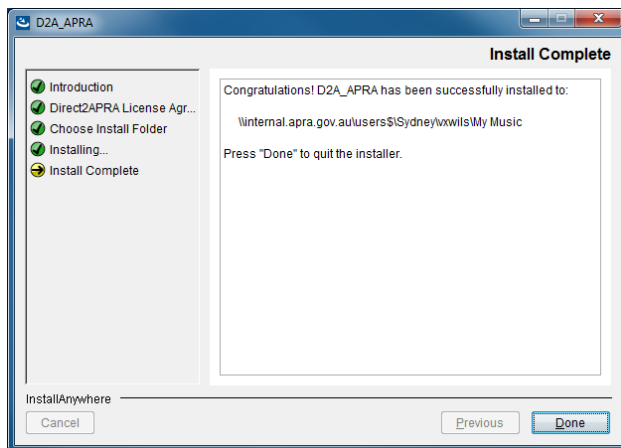 D2A_APRA
Install Complete
Introduction
Direct2APRA License Agr...
Choose Install Folder
Installing...
Install Complete
Congratulations! D2A_APRA has been successfully installed to:
\\internal.apra.gov.au\users$\Sydney\vxwils\My Music
Press "Done" to quit the installer.
InstallAnywhere
Cancel
Previous
Done